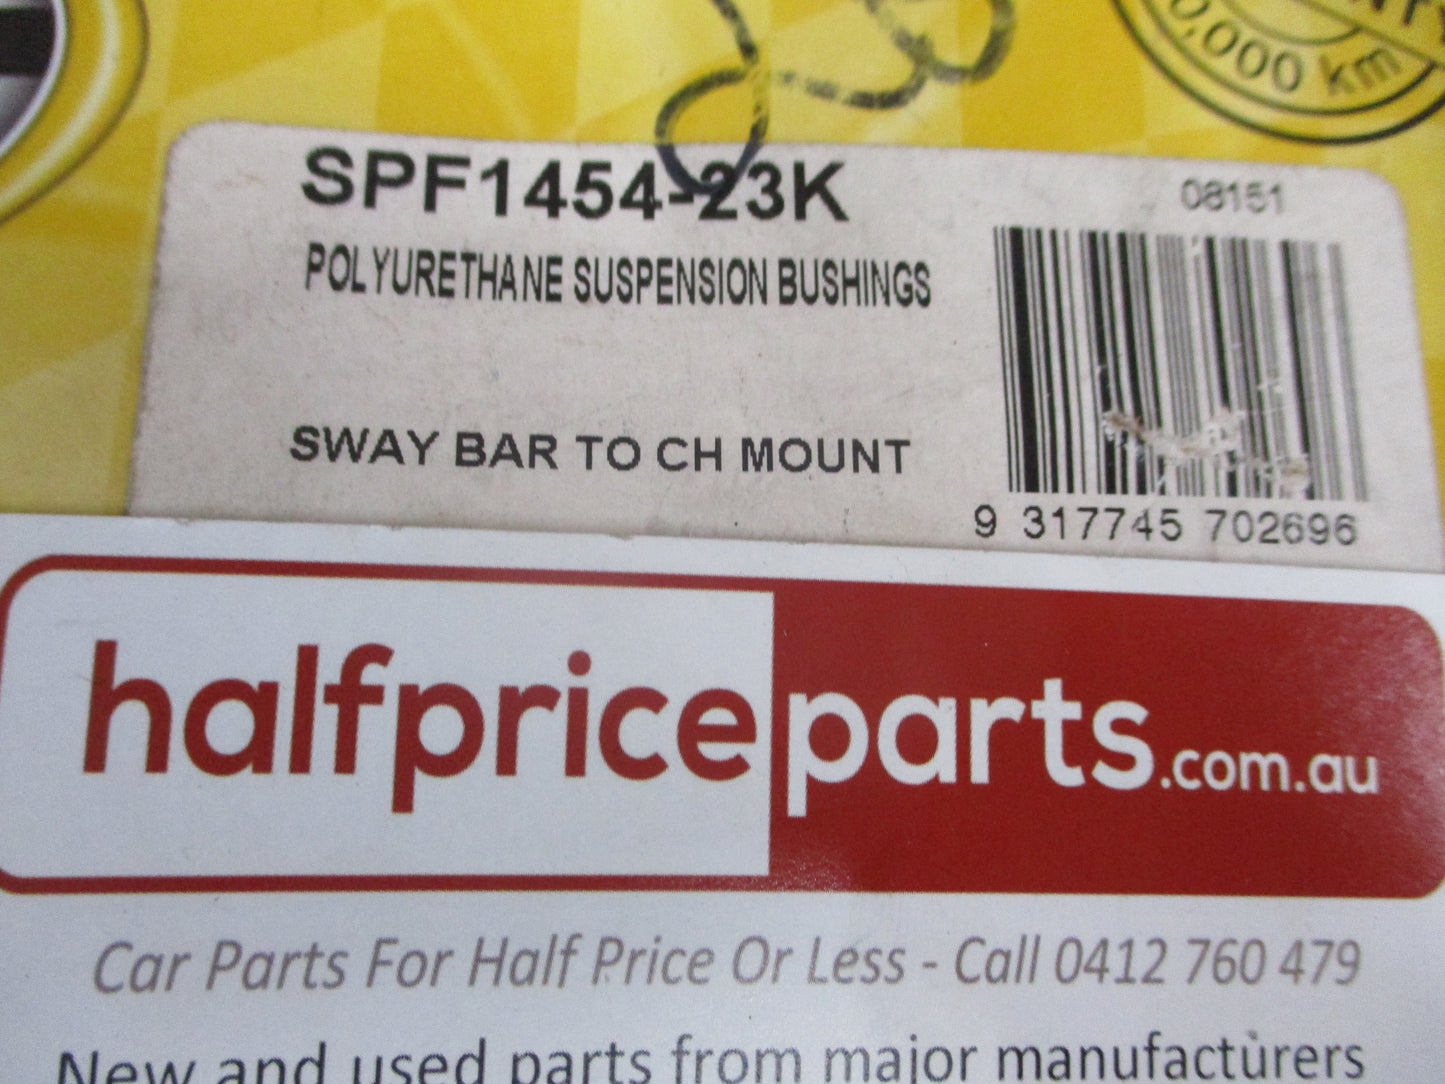 0,000 km
SPF1454-23K
08151
POLYURETHANE SUSPENSION BUSHINGS
SWAY BAR TO CH MOUNT
9 317745 702696
halfpriceparts.com.au
Car Parts For Half Price Or Less - Call 0412 760 479
New and used parts from major manufacturers